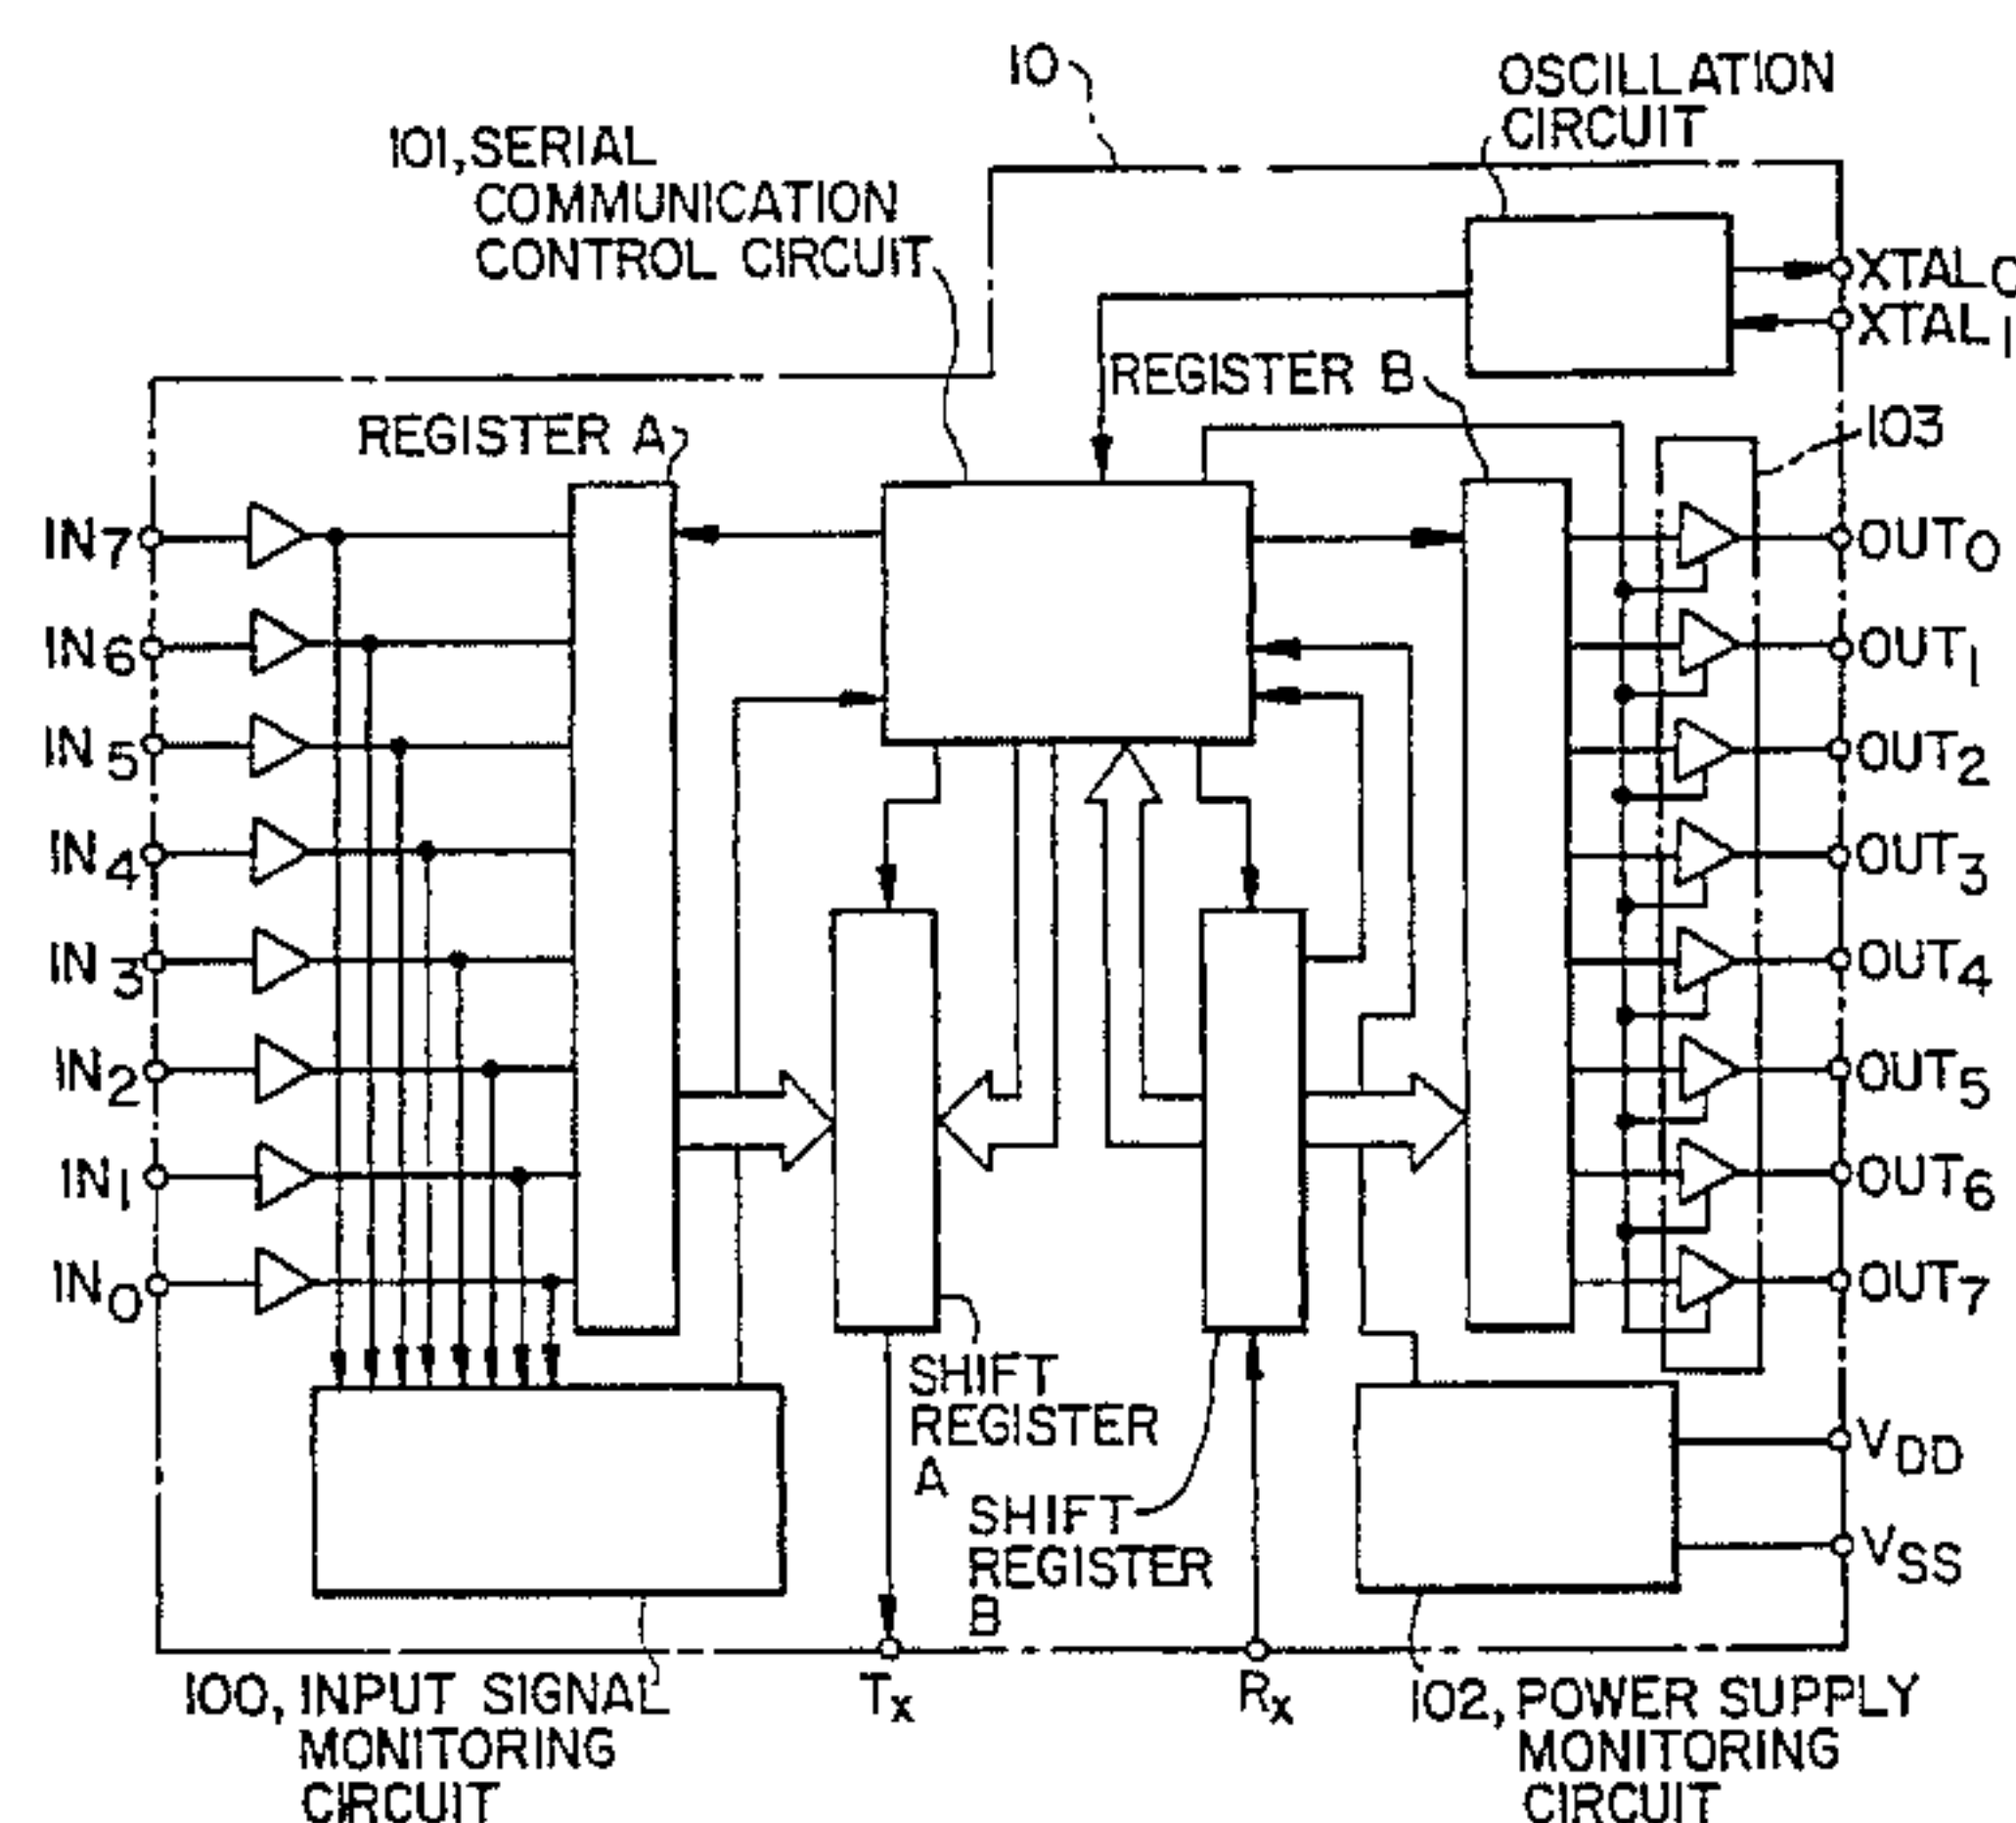 10
OSCILLATION
CIRCUIT
101, SERIAL
COMMUNICATION
CONTROL CIRCUIT
XTAL0
XTAL1
REGISTER B
103
REGISTER A
IN7
IN6
IN5
IN4
IN3
IN2
IN1
IN0
OUT0
OUT1
OUT2
OUT3
OUT4
OUT5
OUT6
OUT7
SHIFT
REGISTER
A
SHIFT
REGISTER
B
VDD
VSS
100, INPUT SIGNAL
MONITORING
CIRCUIT
Tx
Rx
102, POWER SUPPLY
MONITORING
CIRCUIT